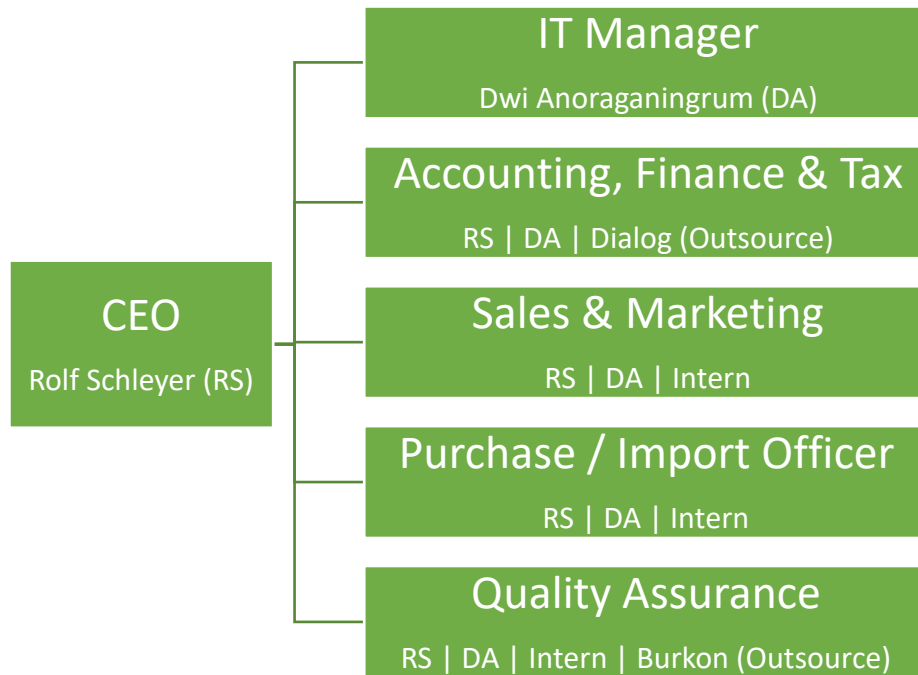 CEO
Rolf Schleyer (RS)
IT Manager
Dwi Anoraganingrum (DA)
Accounting, Finance & Tax
RS | DA | Dialog (Outsource)
Sales & Marketing
RS | DA | Intern
Purchase / Import Officer
RS | DA | Intern
Quality Assurance
RS | DA | Intern | Burkon (Outsource)